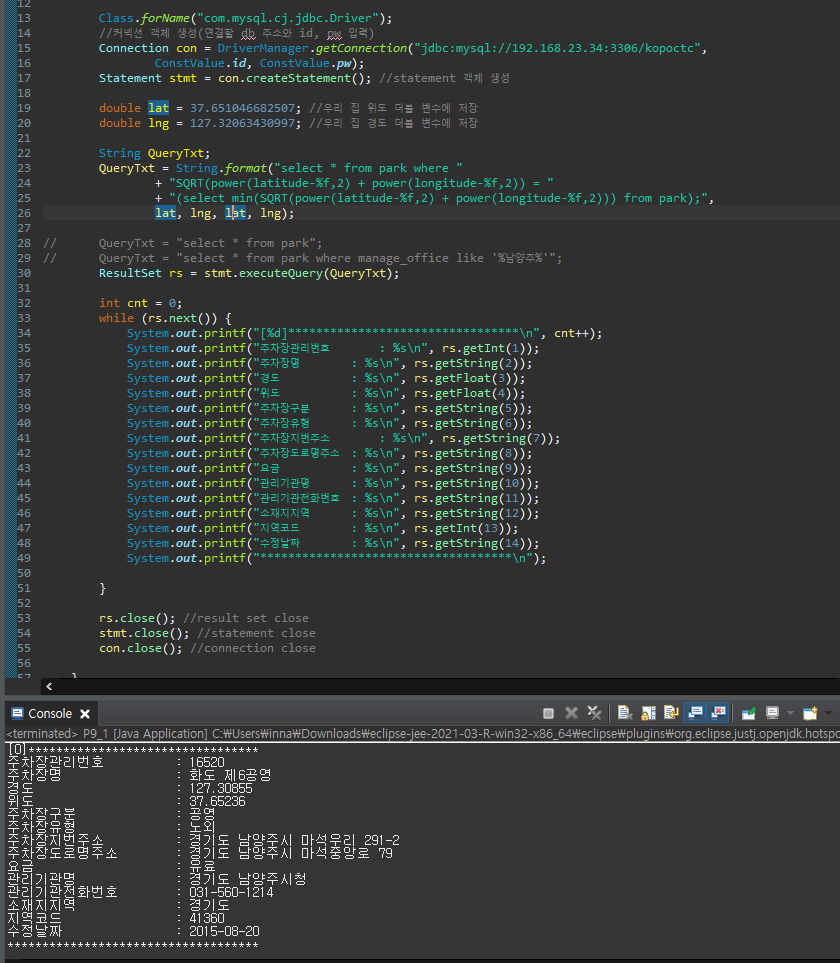 12
13 Class.forName("com.mysql.cj.jdbc.Driver");
14 //커넥션 객체 생성(연결할 db 주소와 id, pw 입력)
15 Connection con = DriverManager.getConnection("jdbc:mysql://192.168.23.34:3306/kopoctc",
16 ConstValue.id, ConstValue.pw);
17 Statement stmt = con.createStatement(); //statement 객체 생성
18
19 double lat = 37.651046682507; //우리 집 위도 더블 변수에 저장
20 double lng = 127.32063430997; //우리 집 경도 더블 변수에 저장
21
22 String QueryTxt;
23 QueryTxt = String.format("select * from park where "
24 + "SQRT(power(latitude-%f,2) + power(longitude-%f,2)) = "
25 + "(select min(SQRT(power(latitude-%f,2) + power(longitude-%f,2))) from park);",
26 lat, lng, lat, lng);
27
28 // QueryTxt = "select * from park";
29 // QueryTxt = "select * from park where manage_office like '%남양주%'";
30 ResultSet rs = stmt.executeQuery(QueryTxt);
31
32 int cnt = 0;
33 while (rs.next()) {
34 System.out.printf("[%d]*********************************\n", cnt++);
35 System.out.printf("주차장관리번호 : %s\n", rs.getInt(1));
36 System.out.printf("주차장명 : %s\n", rs.getString(2));
37 System.out.printf("경도 : %s\n", rs.getFloat(3));
38 System.out.printf("위도 : %s\n", rs.getFloat(4));
39 System.out.printf("주차장구분 : %s\n", rs.getString(5));
40 System.out.printf("주차장유형 : %s\n", rs.getString(6));
41 System.out.printf("주차장지번주소 : %s\n", rs.getString(7));
42 System.out.printf("주차장도로명주소 : %s\n", rs.getString(8));
43 System.out.printf("요금 : %s\n", rs.getString(9));
44 System.out.printf("관리기관명 : %s\n", rs.getString(10));
45 System.out.printf("관리기관전화번호 : %s\n", rs.getString(11));
46 System.out.printf("소재지지역 : %s\n", rs.getString(12));
47 System.out.printf("지역코드 : %s\n", rs.getInt(13));
48 System.out.printf("수정날짜 : %s\n", rs.getString(14));
49 System.out.printf("************************************\n");
50
51 }
52
53 rs.close(); //result set close
54 stmt.close(); //statement close
55 con.close(); //connection close
56
57 }
Console
<terminated> P9_1 [Java Application] C:₩Users₩inna₩Downloads₩eclipse-jee-2021-03-R-win32-x86_64₩eclipse₩plugins₩org.eclipse.justj.openjdk.hotspo
[0]*********************************
주차장관리번호 : 16520
주차장명 : 화도 제6공영
경도 : 127.30855
위도 : 37.65236
주차장구분 : 공영
주차장유형 : 노외
주차장지번주소 : 경기도 남양주시 마석우리 291-2
주차장도로명주소 : 경기도 남양주시 마석중앙로 79
요금 : 유료
관리기관명 : 경기도 남양주시청
관리기관전화번호 : 031-560-1214
소재지지역 : 경기도
지역코드 : 41360
수정날짜 : 2015-08-20
************************************